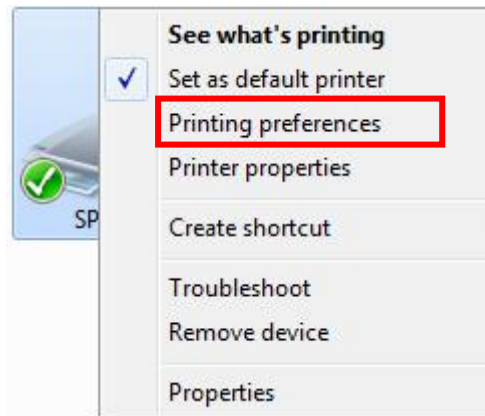 See what's printing
Set as default printer
Printing preferences
Printer properties
SP
Create shortcut
Troubleshoot
Remove device
Properties